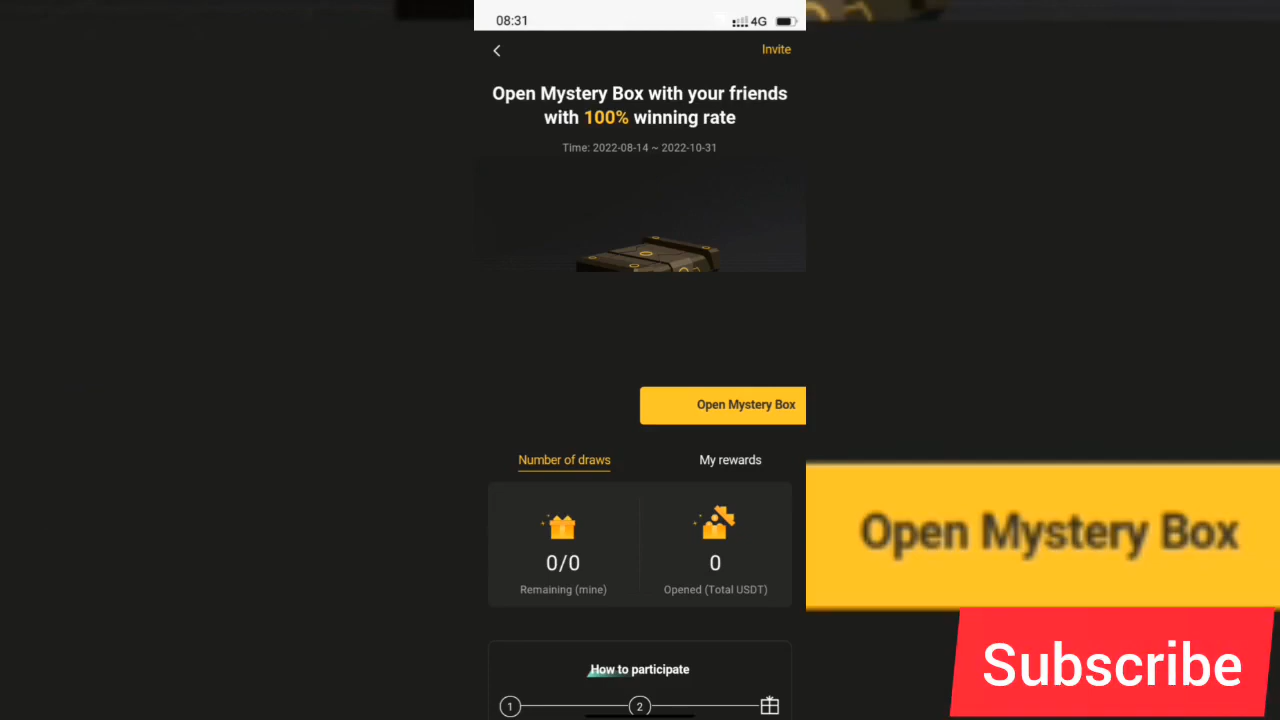 08:31
4G
Invite
Open Mystery Box with your friends
with 100% winning rate
Time: 2022-08-14 ~ 2022-10-31
Open Mystery Box
Number of draws
My rewards
0/0
0
Remaining (mine)
Opened (Total USDT)
How to participate
1
2
Open Mystery Box
Subscribe